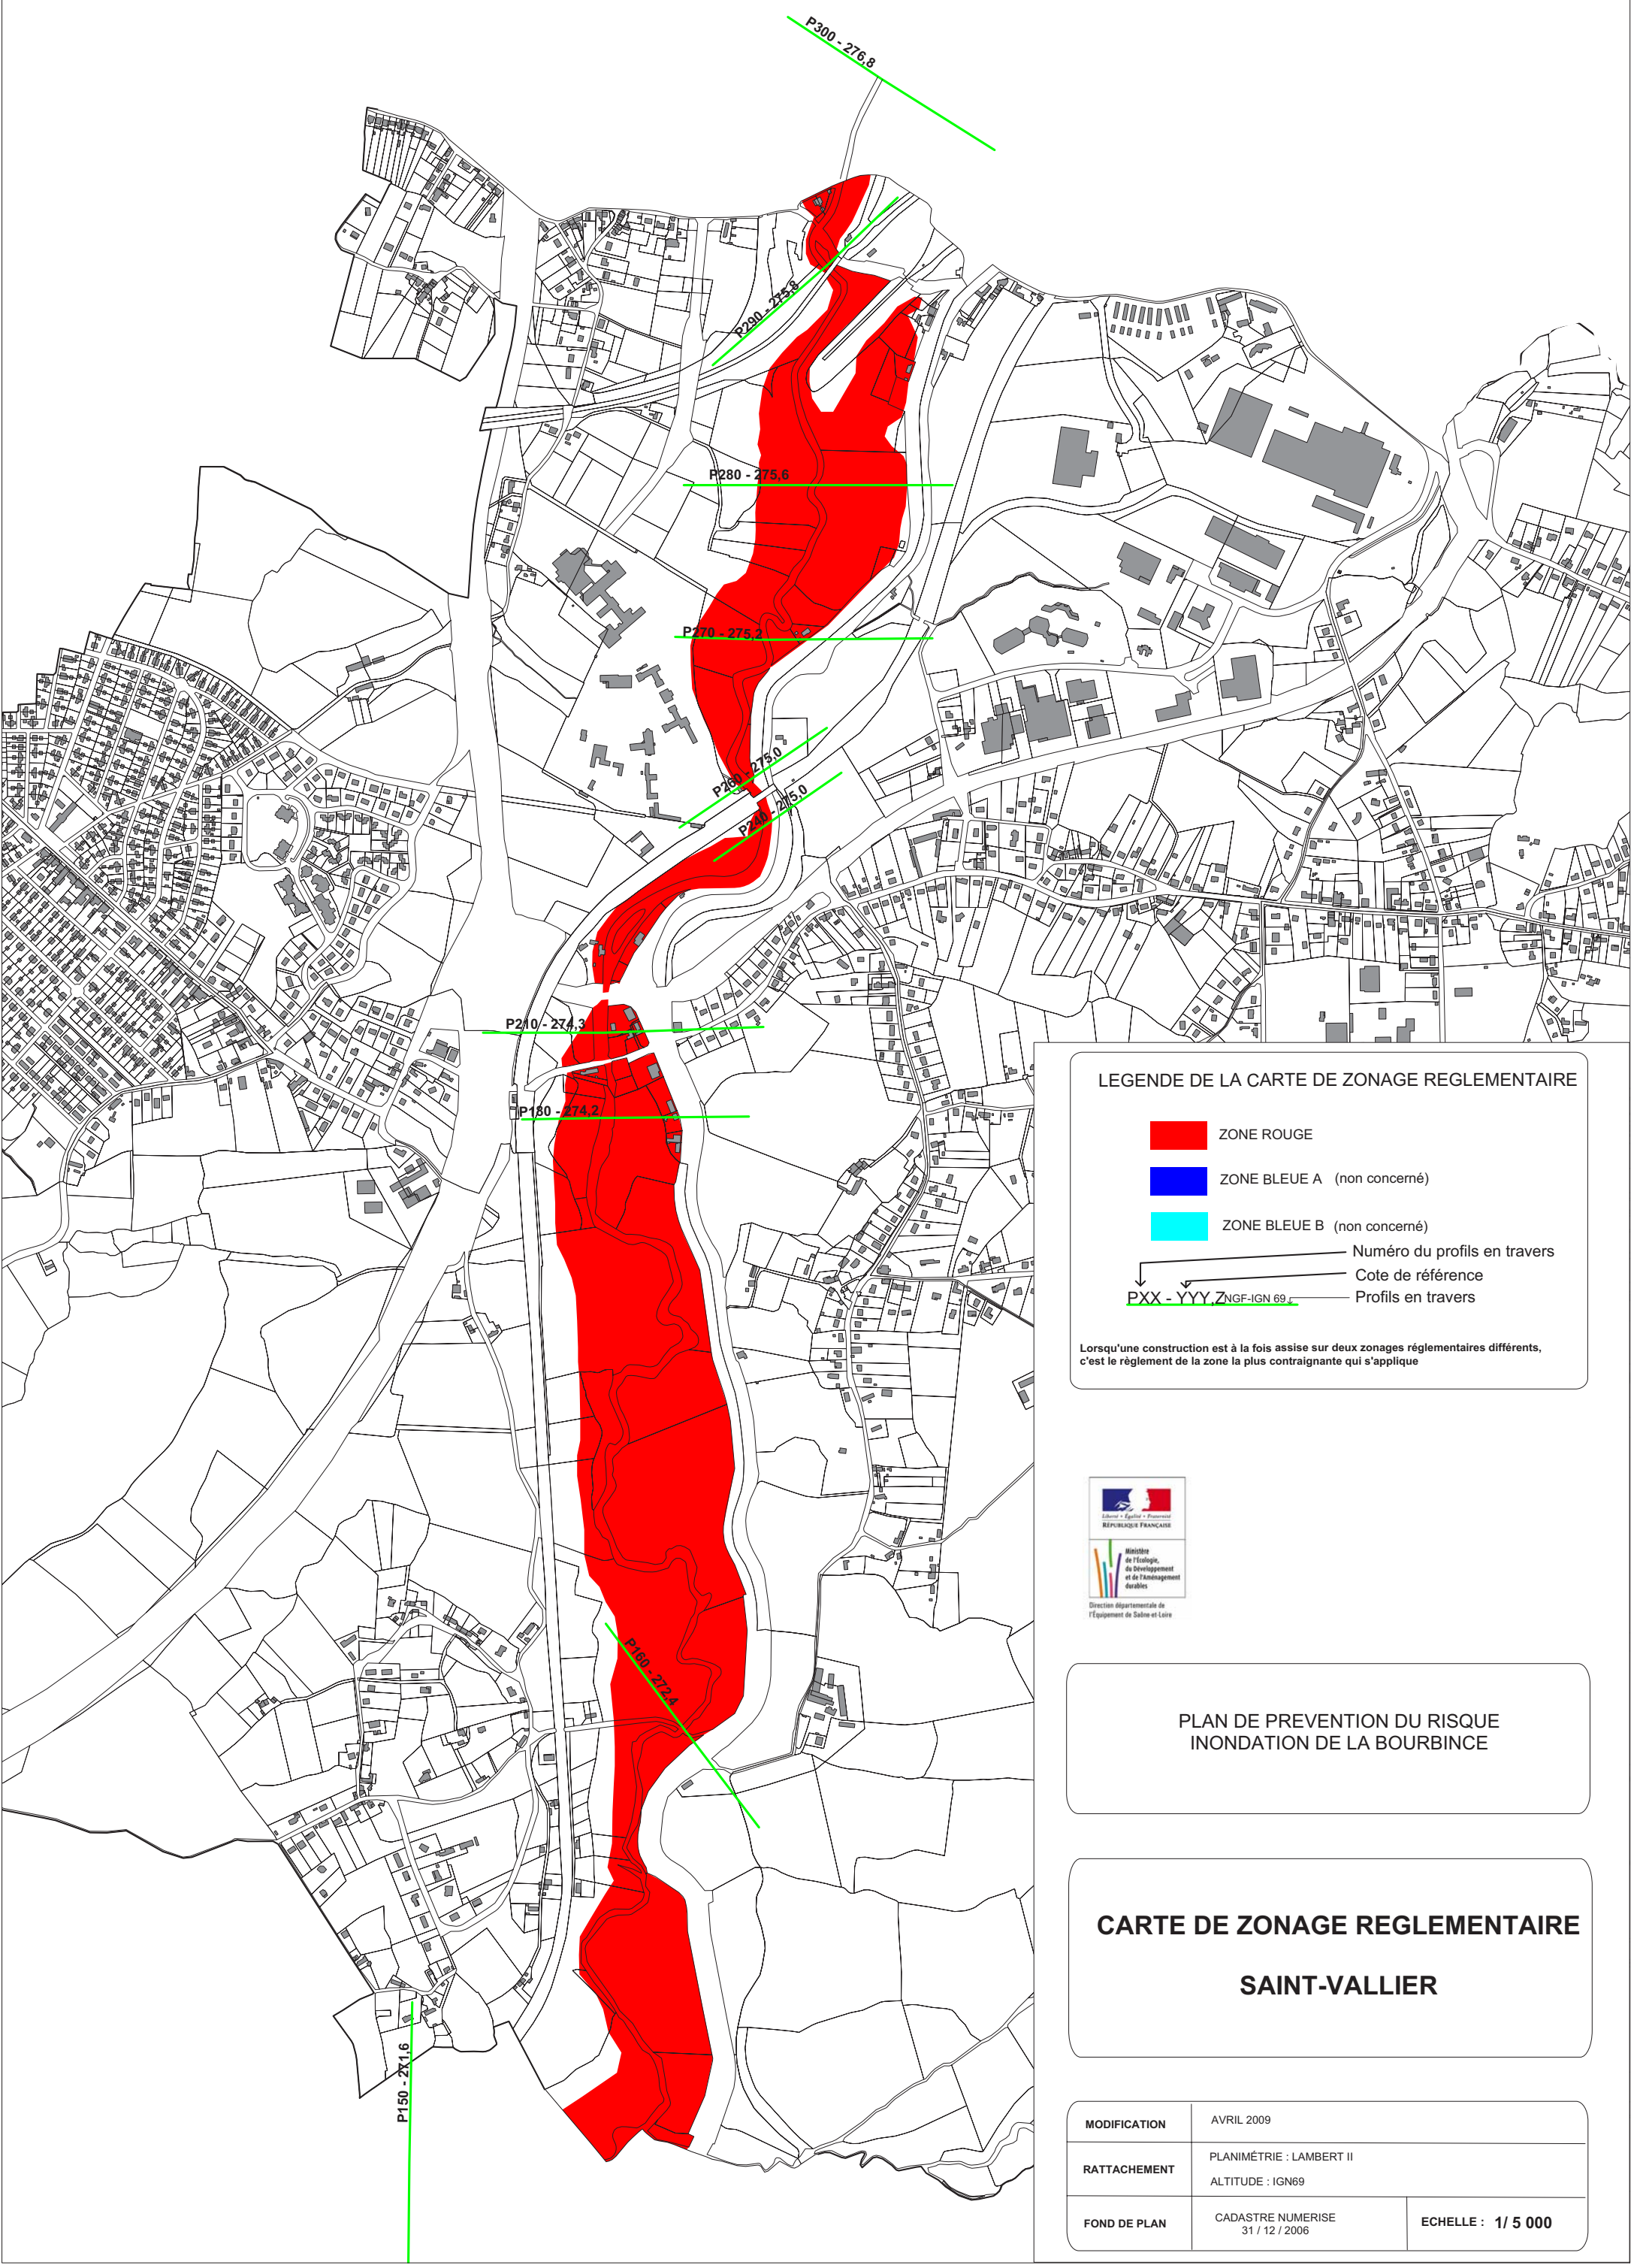 P300 - 276,8
P290 - 275,8
P280 - 275,6
P270 - 275,2
P260 - 275,0
P240 - 275,0
P210 - 274,3
P180 - 274,2
P160 - 272,4
P150 - 271,6
LEGENDE DE LA CARTE DE ZONAGE REGLEMENTAIRE
ZONE ROUGE
ZONE BLEUE A (non concerné)
ZONE BLEUE B (non concerné)
Numéro du profils en travers
Cote de référence
PXX - YYY,Z NGF-IGN 69 Profils en travers
Lorsqu'une construction est à la fois assise sur deux zonages réglementaires différents,
c'est le règlement de la zone la plus contraignante qui s'applique
Liberté • Égalité • Fraternité
RÉPUBLIQUE FRANÇAISE
Ministère
de l'Écologie,
du Développement
et de l'Aménagement
durables
Direction départementale de
l'Équipement de Saône-et-Loire
PLAN DE PREVENTION DU RISQUE
INONDATION DE LA BOURBINCE
CARTE DE ZONAGE REGLEMENTAIRE
SAINT-VALLIER
MODIFICATION AVRIL 2009
RATTACHEMENT PLANIMÉTRIE : LAMBERT II
ALTITUDE : IGN69
FOND DE PLAN CADASTRE NUMERISE
31 / 12 / 2006
ECHELLE : 1/ 5 000